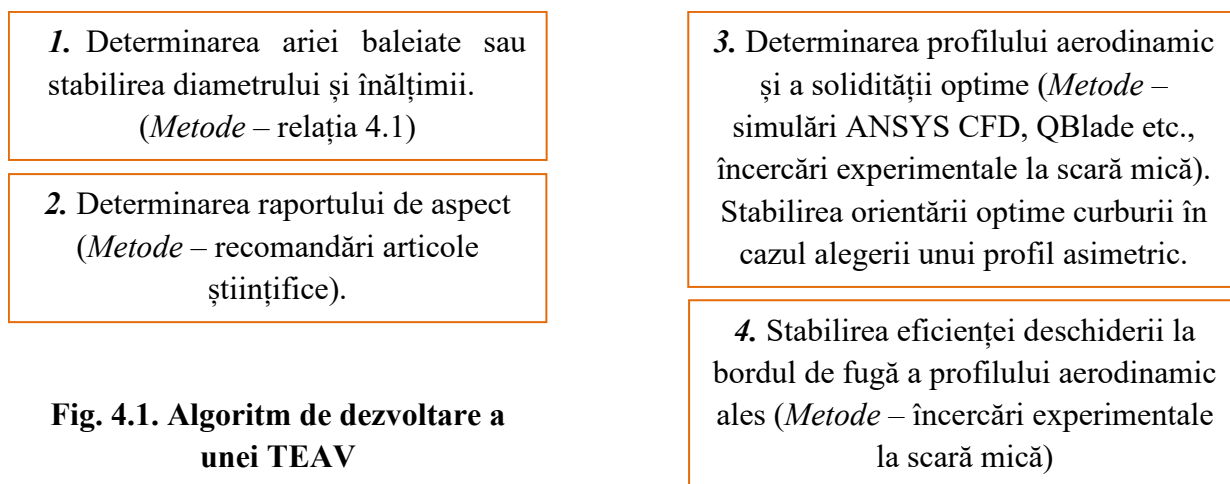 1. Determinarea ariei baleiate sau
stabilirea diametrului și înălțimii.
(Metode – relația 4.1)
2. Determinarea raportului de aspect
(Metode – recomandări articole
științifice).
Fig. 4.1. Algoritm de dezvoltare a
unei TEAV
3. Determinarea profilului aerodinamic
și a solidității optime (Metode –
simulări ANSYS CFD, QBlade etc.,
încercări experimentale la scară mică).
Stabilirea orientării optime curburii în
cazul alegerii unui profil asimetric.
4. Stabilirea eficienței deschiderii la
bordul de fugă a profilului aerodinamic
ales (Metode – încercări experimentale
la scară mică)